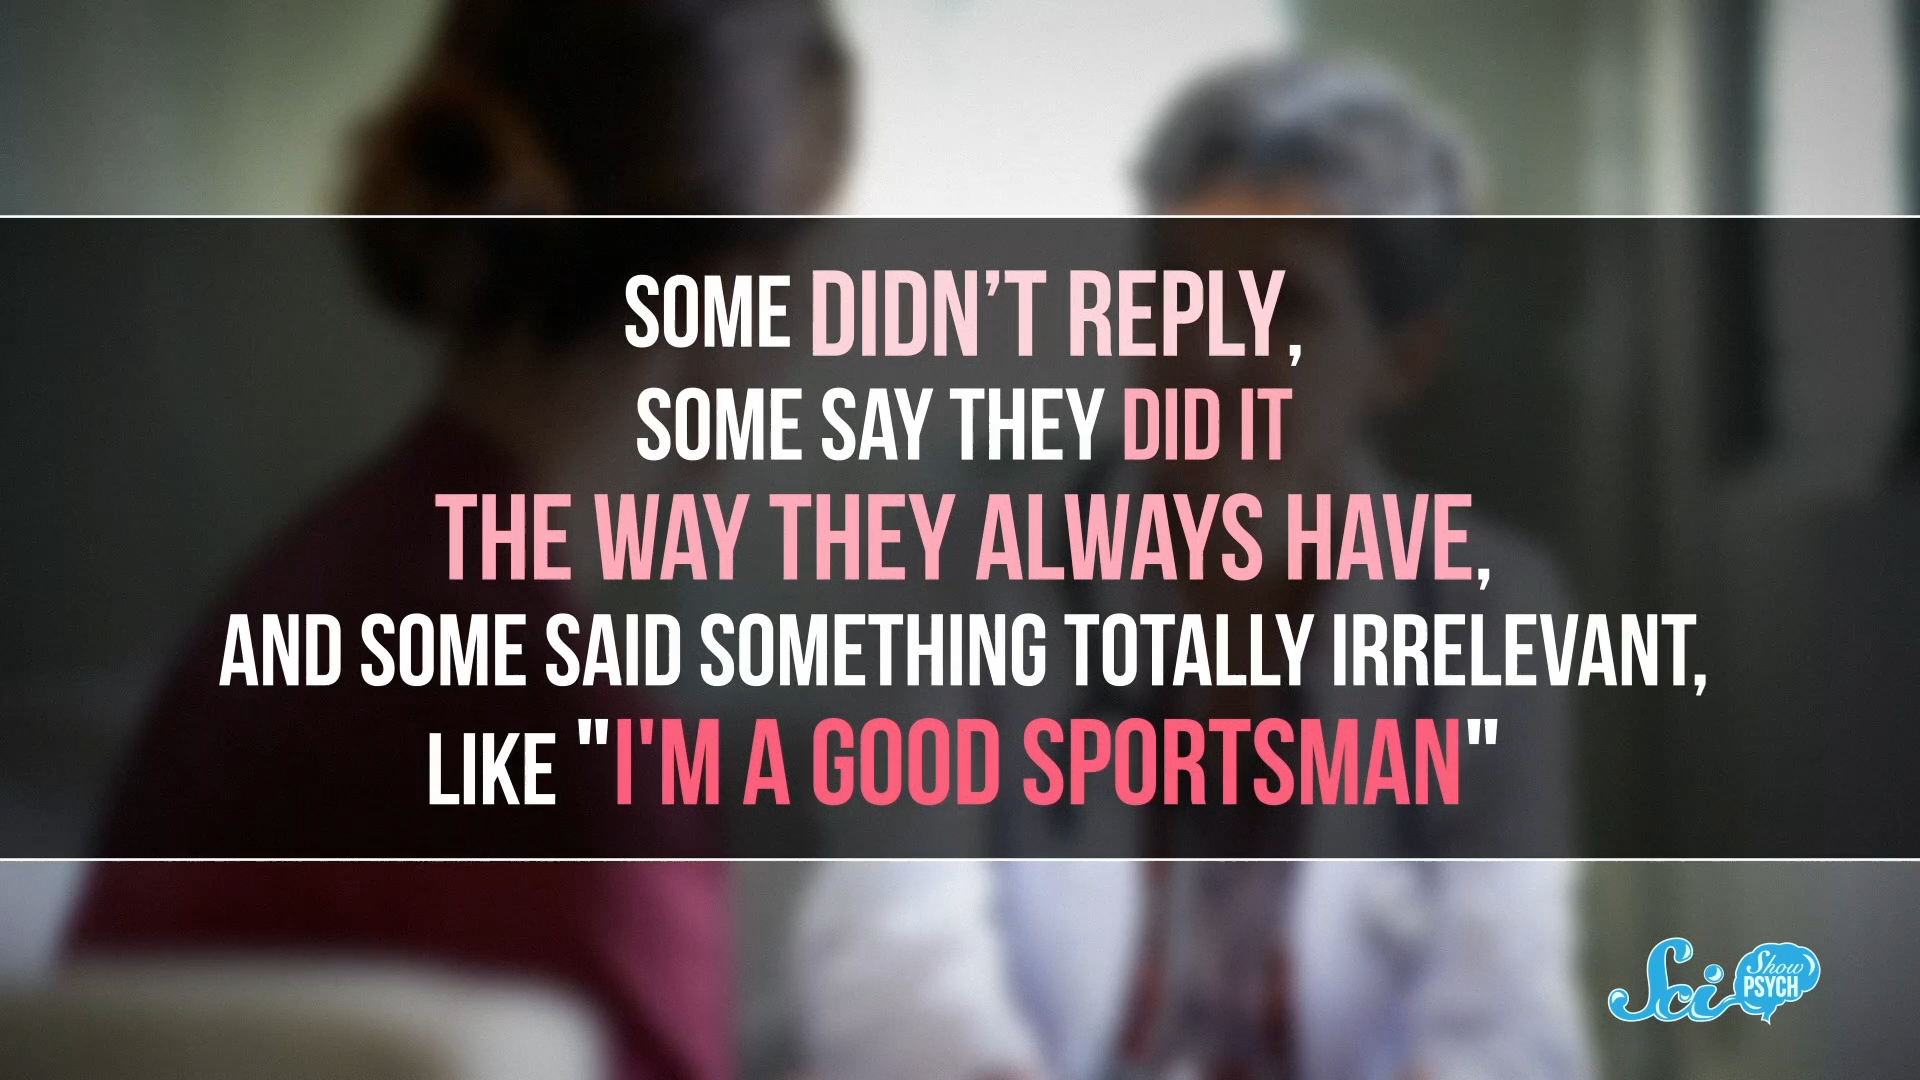 SOME DIDN’T REPLY,
SOME SAY THEY DID IT
THE WAY THEY ALWAYS HAVE,
AND SOME SAID SOMETHING TOTALLY IRRELEVANT,
LIKE "I'M A GOOD SPORTSMAN"
Sci Show
PSYCH